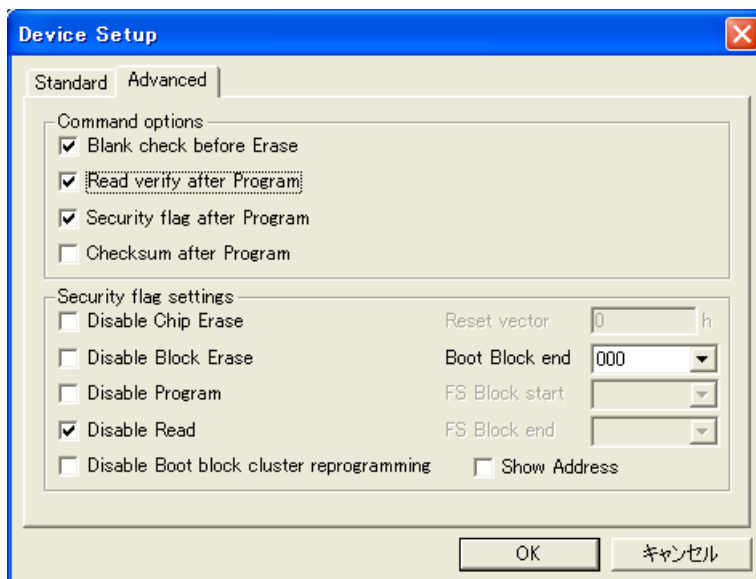 Device Setup
Standard Advanced
Command options
Blank check before Erase
Read verify after Program
Security flag after Program
Checksum after Program
Security flag settings
Disable Chip Erase Reset vector 0 h
Disable Block Erase Boot Block end 000
Disable Program FS Block start
Disable Read FS Block end
Disable Boot block cluster reprogramming Show Address
OK キャンセル